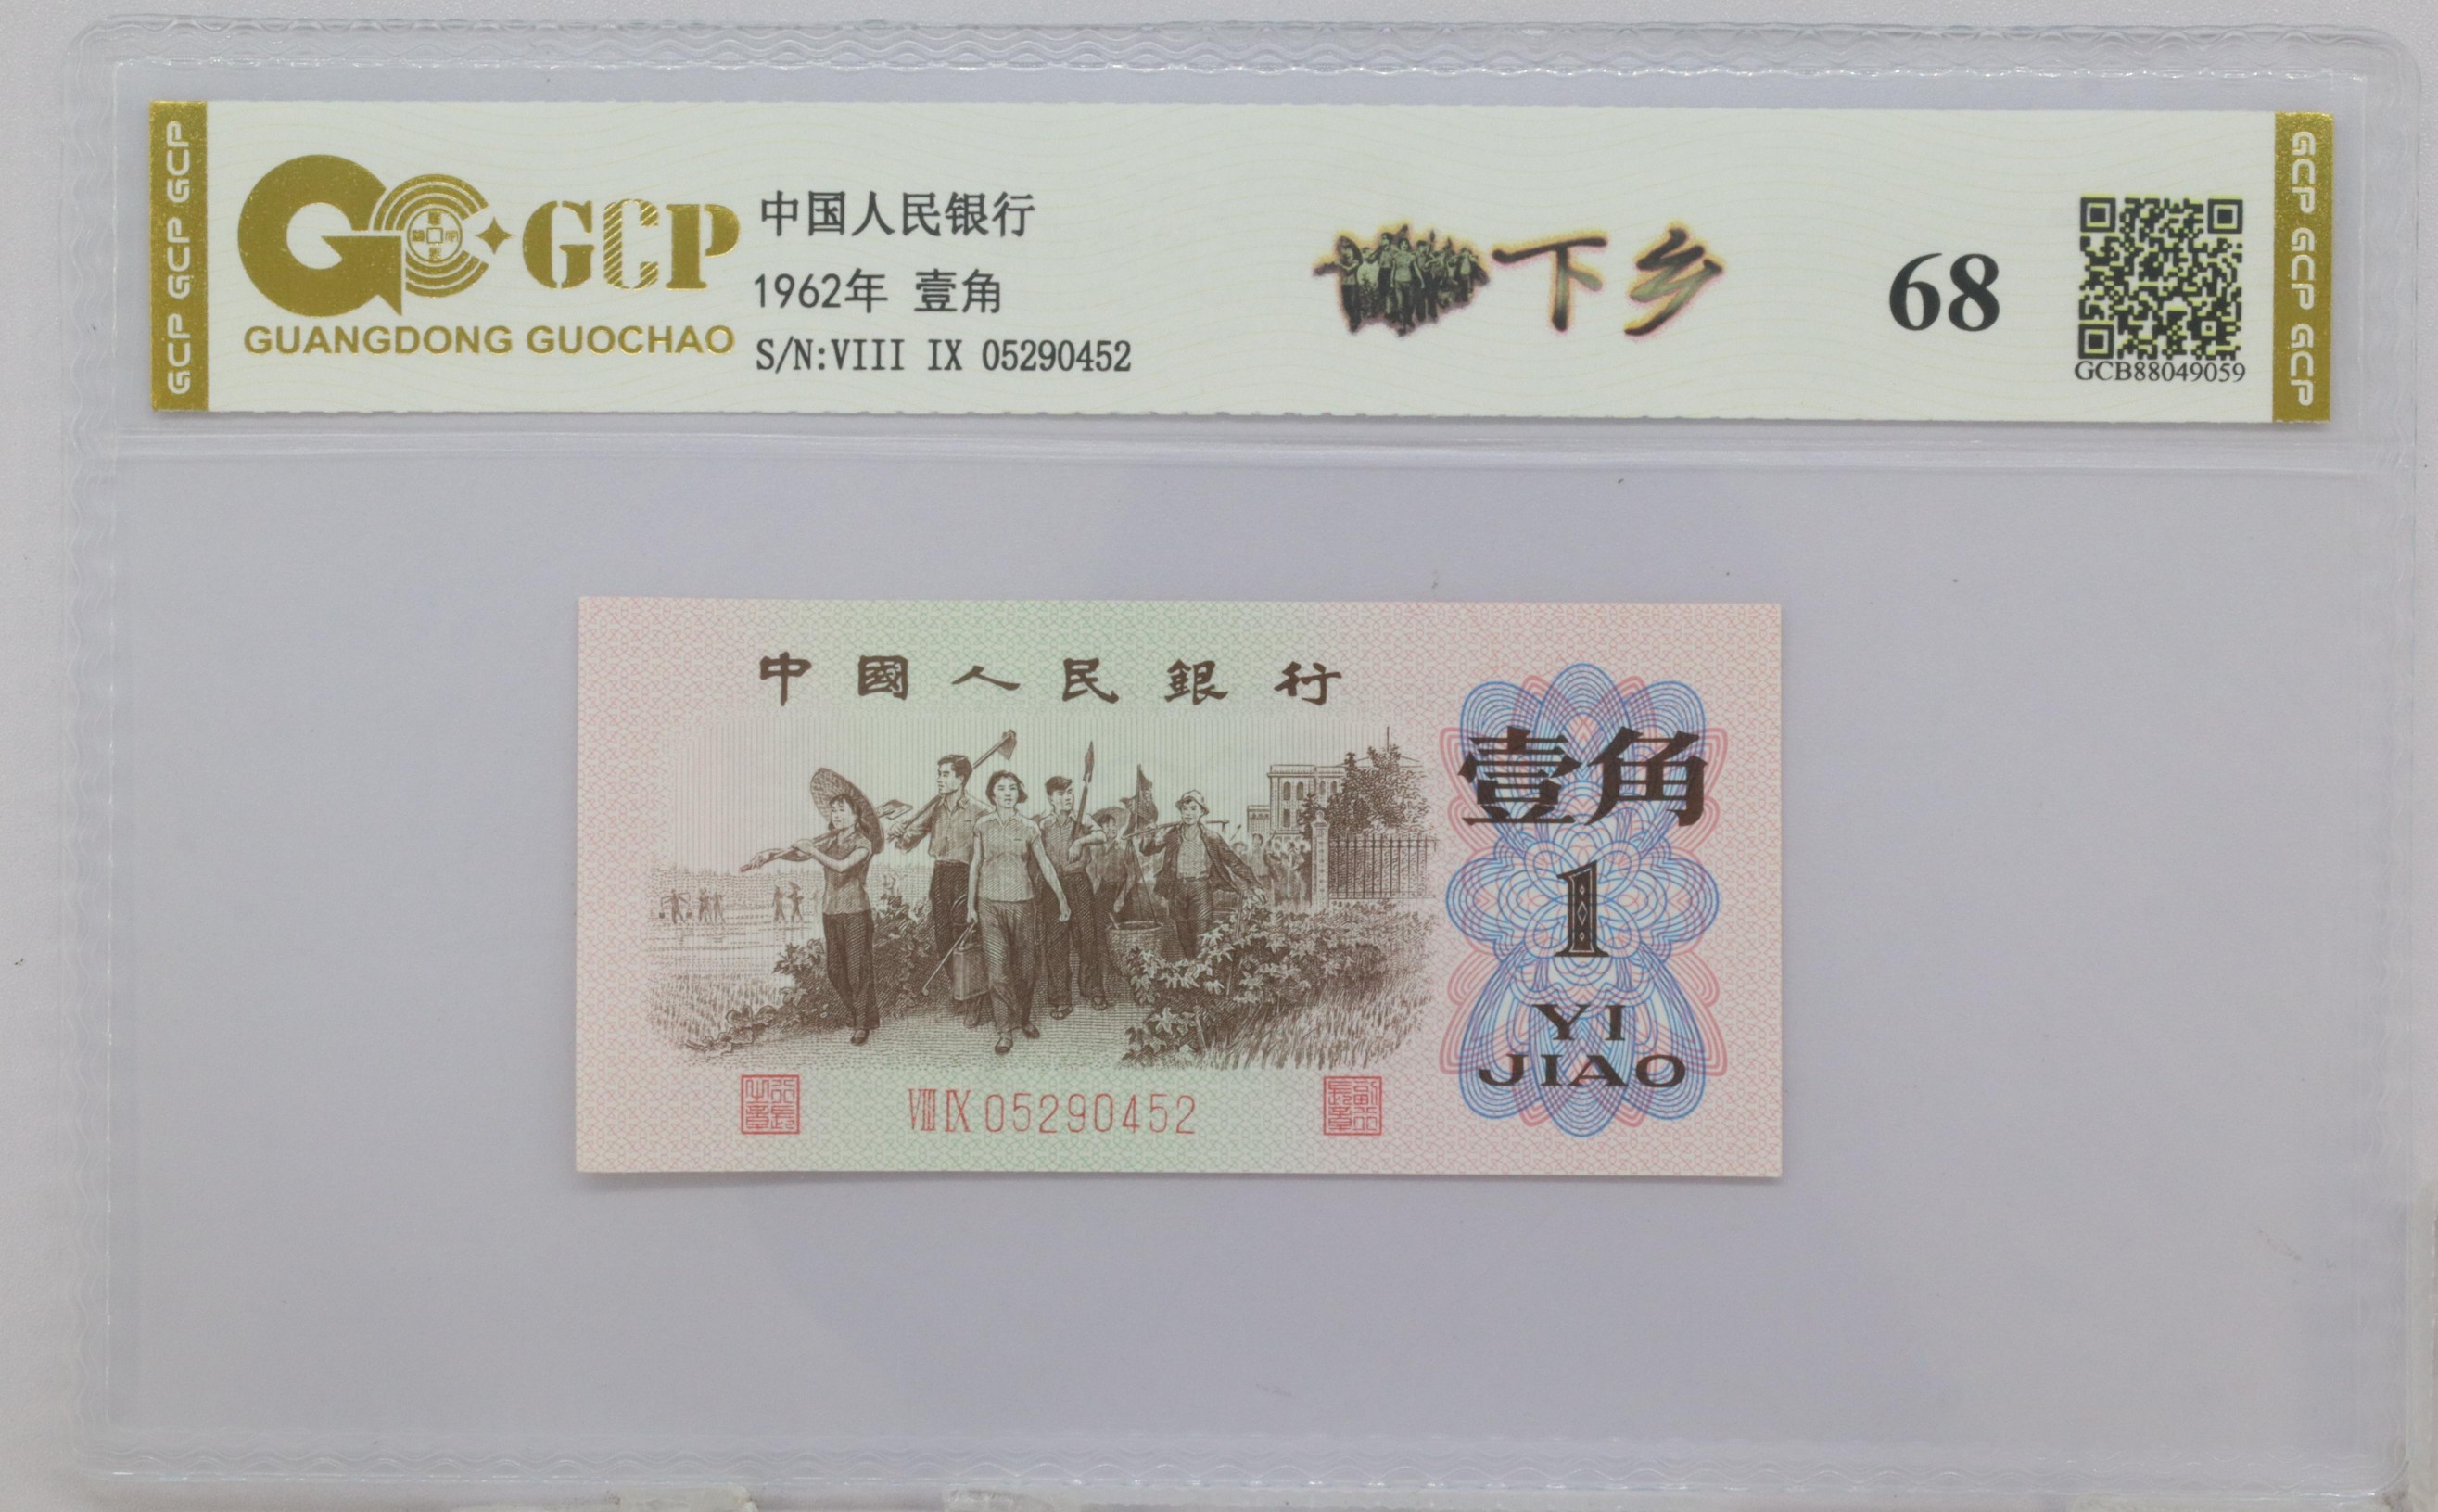 GCP GCP GCP
GCP
GUANGDONG GUOCHAO
中国人民银行
1962年 壹角
S/N:VIII IX 05290452
下乡
68
GCB88049059
GCP GCP GCP
中國人民銀行
壹角
1
YI
JIAO
VIII IX 05290452